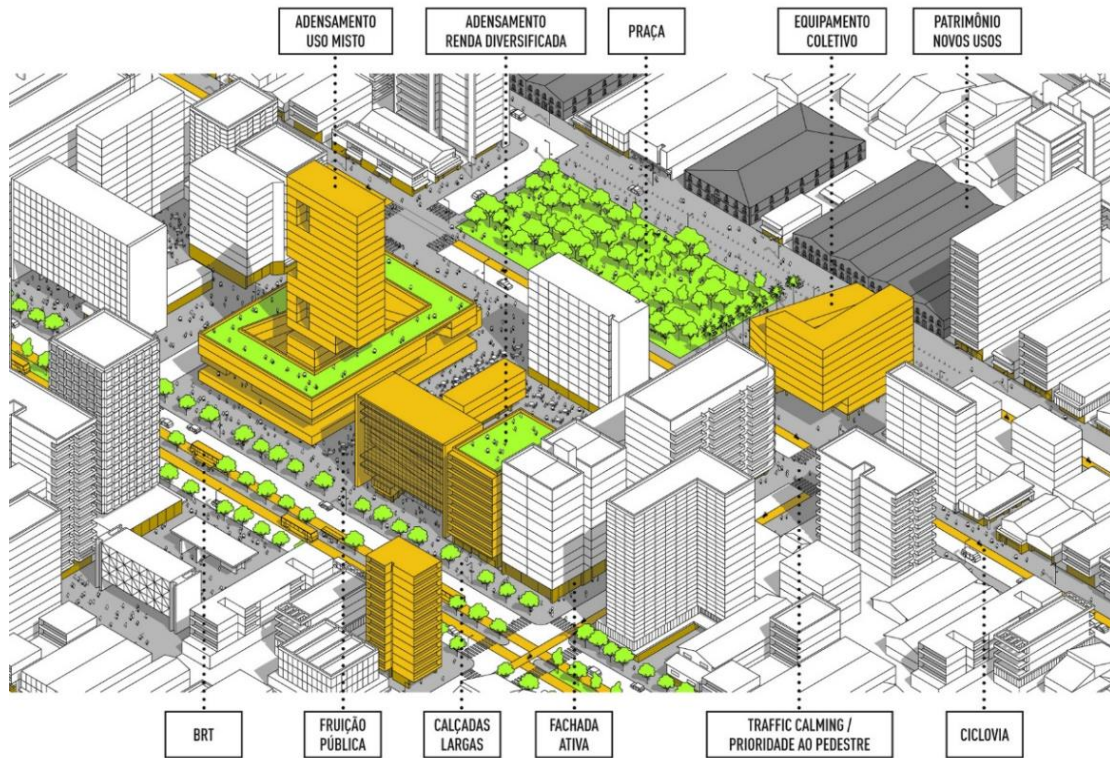 ADENSAMENTO
USO MISTO
ADENSAMENTO
RENDA DIVERSIFICADA
PRAÇA
EQUIPAMENTO
COLETIVO
PATRIMÔNIO
NOVOS USOS
BRT
FRUIÇÃO
PÚBLICA
CALÇADAS
LARGAS
FACHADA
ATIVA
TRAFFIC CALMING /
PRIORIDADE AO PEDESTRE
CICLOVIA